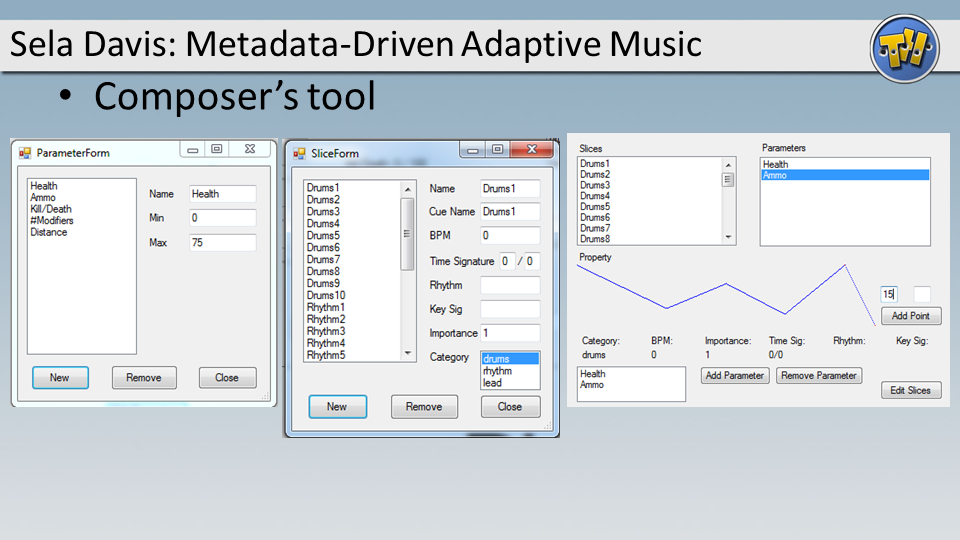 Sela Davis: Metadata-Driven Adaptive Music
TH
• Composer's tool
ParameterForm
Health
Ammo
Kill/Death
#Modifiers
Distance
Name Health
Min 0
Max 75
New Remove Close
SliceForm
Drums1
Drums2
Drums3
Drums4
Drums5
Drums6
Drums7
Drums8
Drums9
Drums10
Rhythm1
Rhythm2
Rhythm3
Rhythm4
Rhythm5
Name Drums1
Cue Name Drums1
BPM 0
Time Signature 0 / 0
Rhythm
Key Sig
Importance 1
Category drums
rhythm
lead
New Remove Close
Slices
Drums1
Drums2
Drums3
Drums4
Drums5
Drums6
Drums7
Drums8
Parameters
Health
Ammo
Property
15
Add Point
Category: BPM: Importance: Time Sig: Rhythm: Key Sig:
drums 0 1 0/0
Health
Ammo
Add Parameter Remove Parameter
Edit Slices